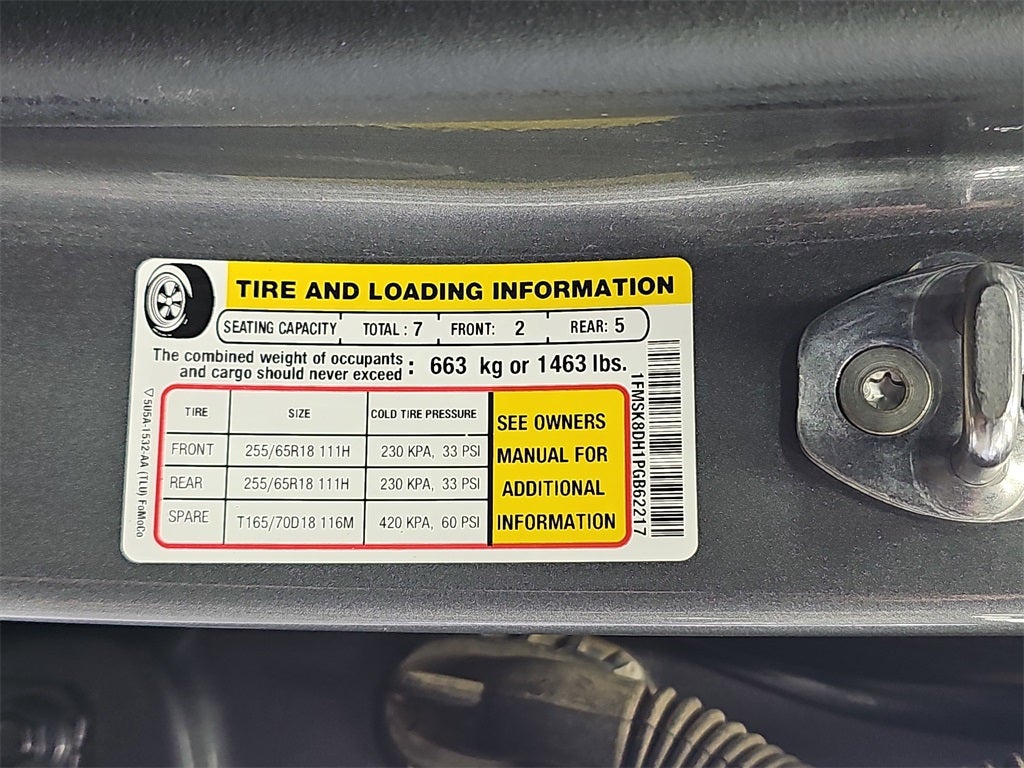 TIRE AND LOADING INFORMATION
SEATING CAPACITY TOTAL : 7 FRONT: 2 REAR: 5
The combined weight of occupants
and cargo should never exceed : 663 kg or 1463 lbs.
TIRE SIZE COLD TIRE PRESSURE
FRONT 255/65R18 111H 230 KPA, 33 PSI
REAR 255/65R18 111H 230 KPA, 33 PSI
SPARE T165/70D18 116M 420 KPA, 60 PSI
SEE OWNERS
MANUAL FOR
ADDITIONAL
INFORMATION
1FMSK8DH1PGB62217
5U5A-1532-AA (TLU) FoMoCo